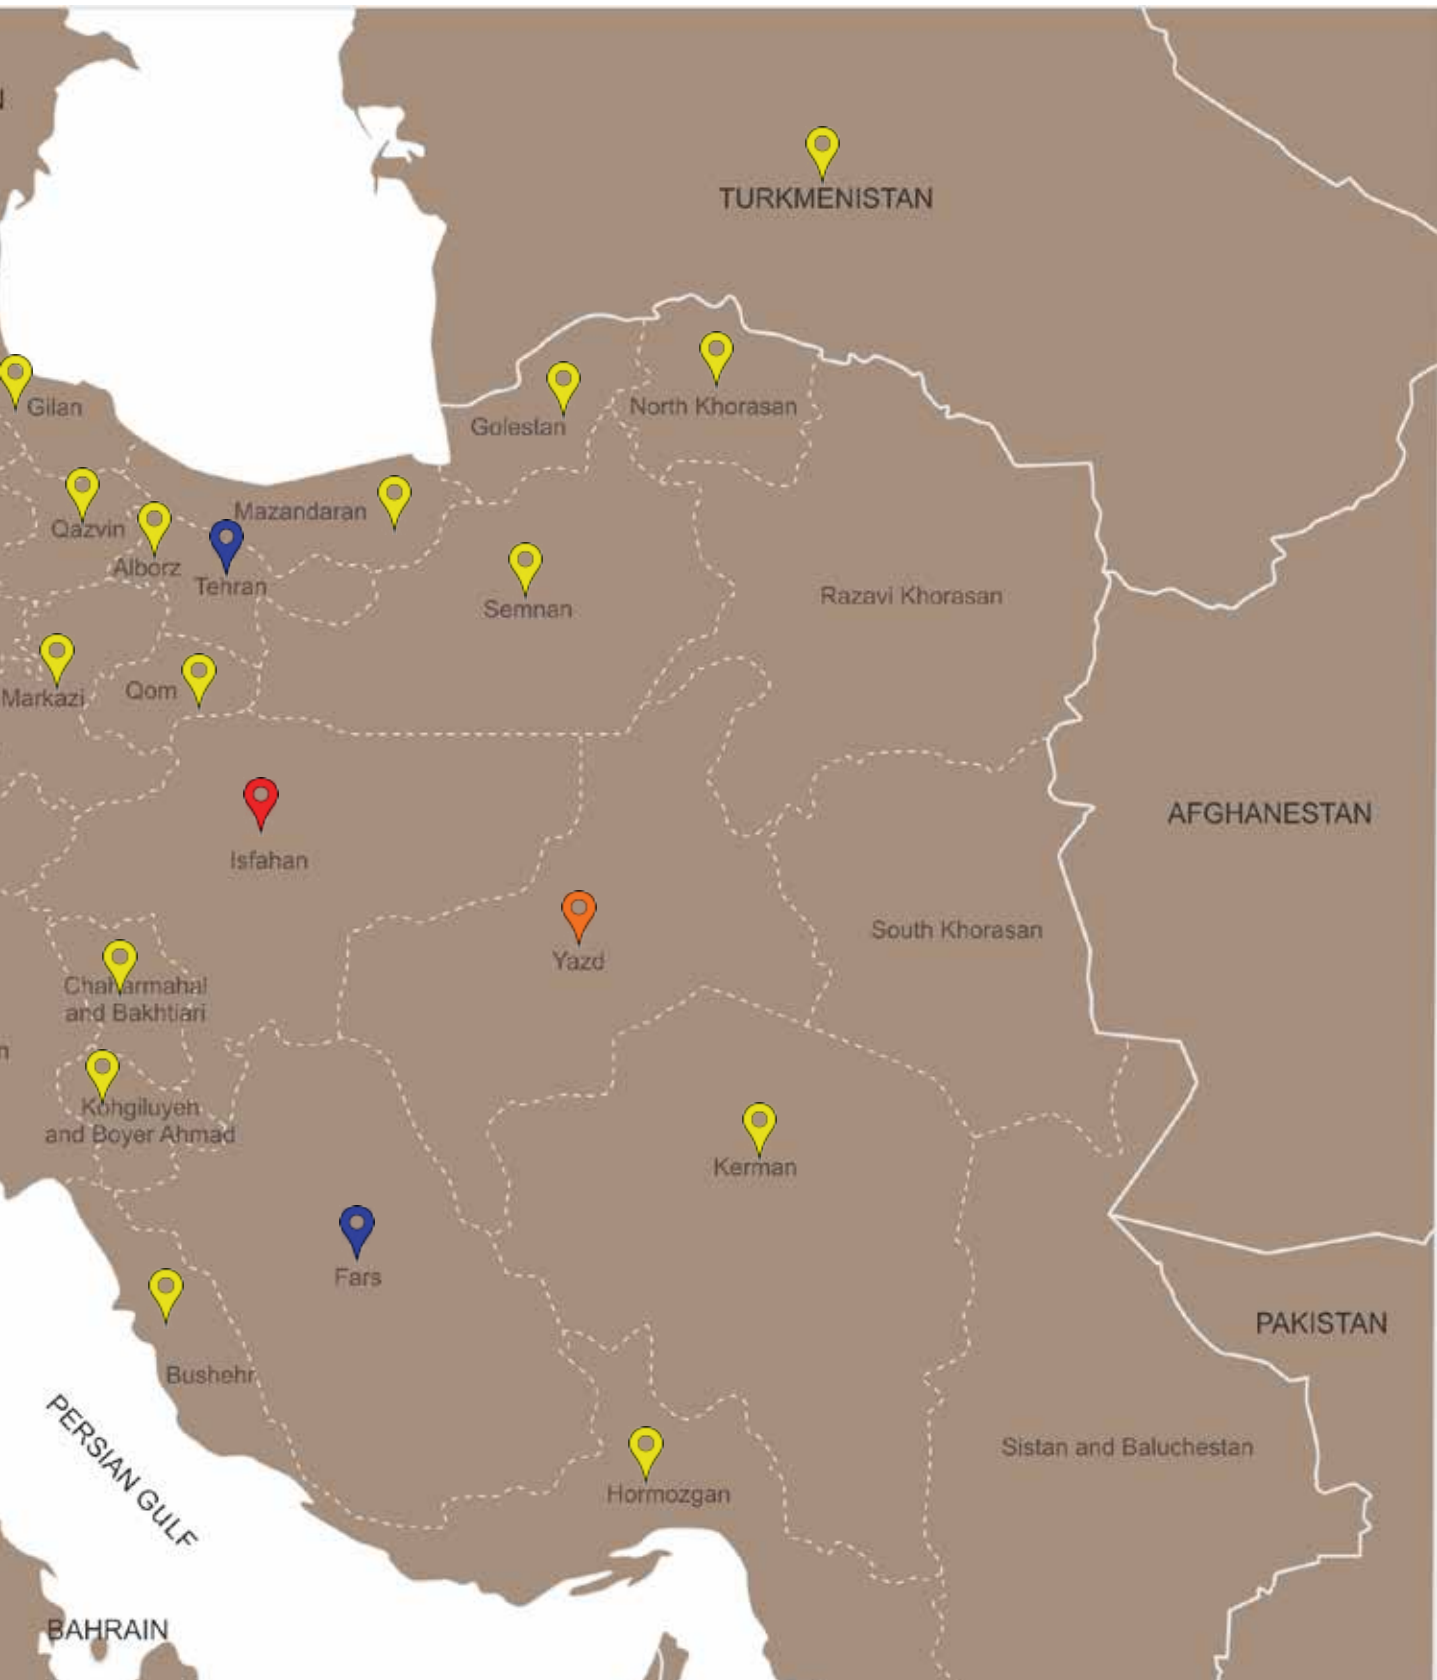 TURKMENISTAN
Gilan
North Khorasan
Golestan
Mazandaran
Qazvin
Alborz
Tehran
Semnan
Razavi Khorasan
Markazi
Qom
AFGHANESTAN
Isfahan
South Khorasan
Yazd
Chaharmahal
and Bakhtiari
Kohgiluyeh
and Boyer Ahmad
Kerman
Fars
PAKISTAN
Bushehr
PERSIAN GULF
Sistan and Baluchestan
Hormozgan
BAHRAIN